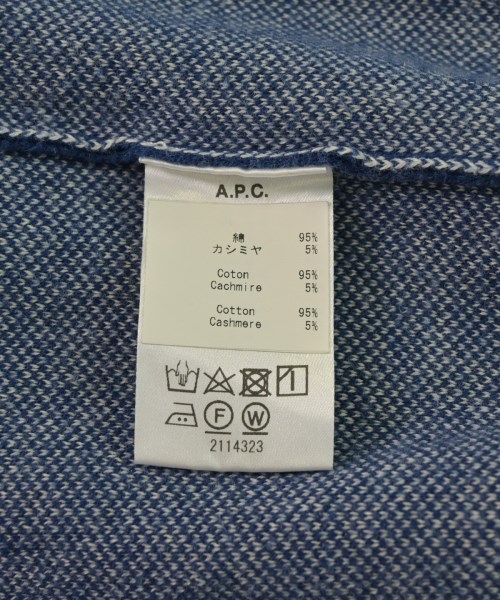 A.P.C.
綿 95%
カシミヤ 5%
Coton 95%
Cachmire 5%
Cotton 95%
Cashmere 5%
F W
2114323